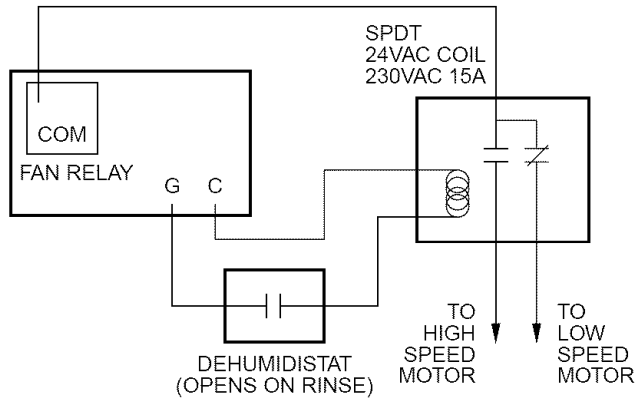 SPDT
24VAC COIL
230VAC 15A
COM
FAN RELAY
G C
TO
HIGH
SPEED
MOTOR
TO
LOW
SPEED
MOTOR
DEHUMIDISTAT
(OPENS ON RINSE)